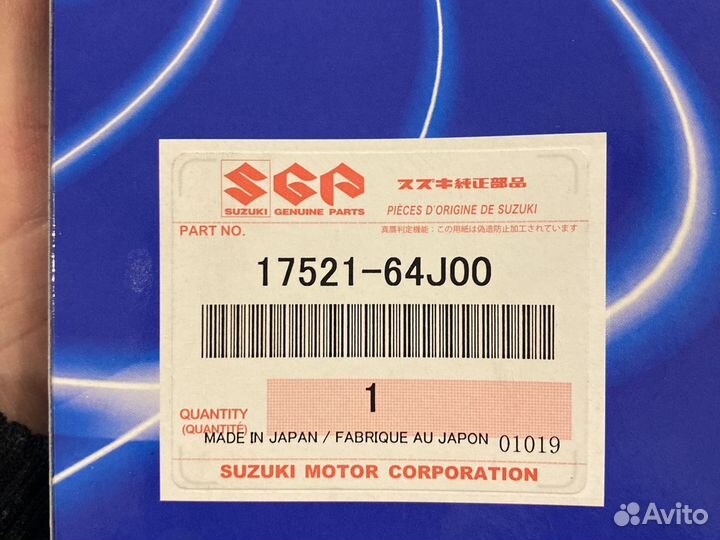 SGP スズキ純正部品
SUZUKI GENUINE PARTS
PIÈCES D'ORIGINE DE SUZUKI
PART NO.
真贋判定機能：この用紙は偽造防止加工されています
17521-64J00
1
QUANTITY
(QUANTITÉ)
MADE IN JAPAN / FABRIQUE AU JAPON 01019
SUZUKI MOTOR CORPORATION
Avito